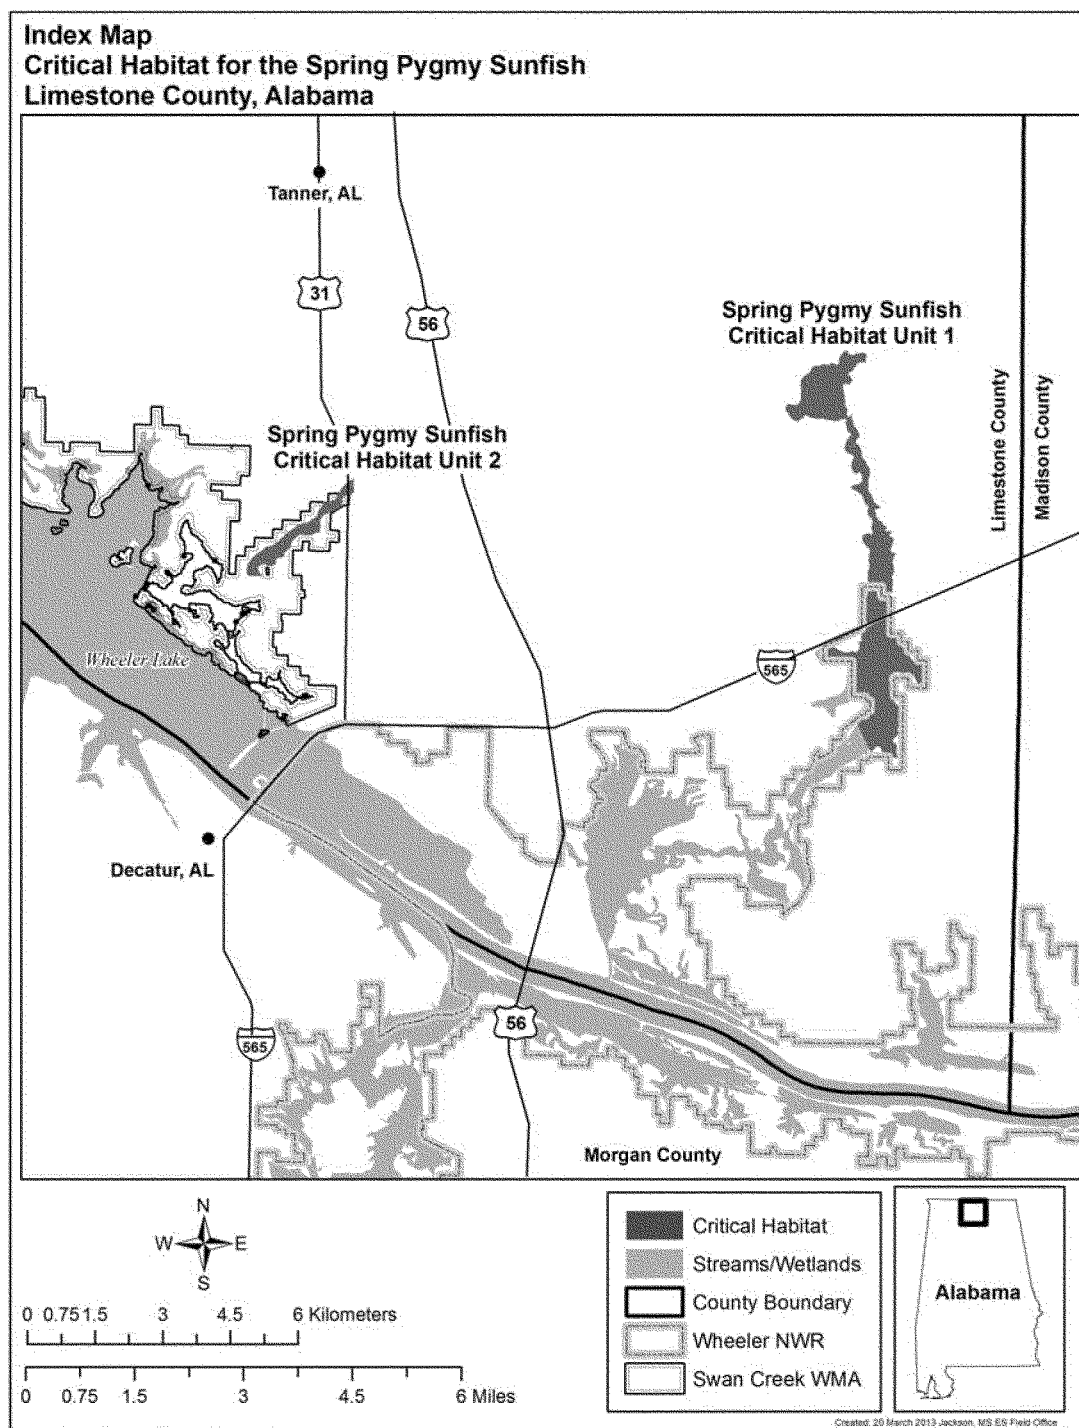 Index Map
Critical Habitat for the Spring Pygmy Sunfish
Limestone County, Alabama
Tanner, AL
31
56
Spring Pygmy Sunfish
Critical Habitat Unit 1
Limestone County
Madison County
Spring Pygmy Sunfish
Critical Habitat Unit 2
Wheeler Lake
565
Decatur, AL
56
565
Morgan County
N
W E
S
0 0.75 1.5 3 4.5 6 Kilometers
0 0.75 1.5 3 4.5 6 Miles
Critical Habitat
Streams/Wetlands
County Boundary
Wheeler NWR
Swan Creek WMA
Alabama
Created: 20 March 2013 Jackson, MS ES Field Office